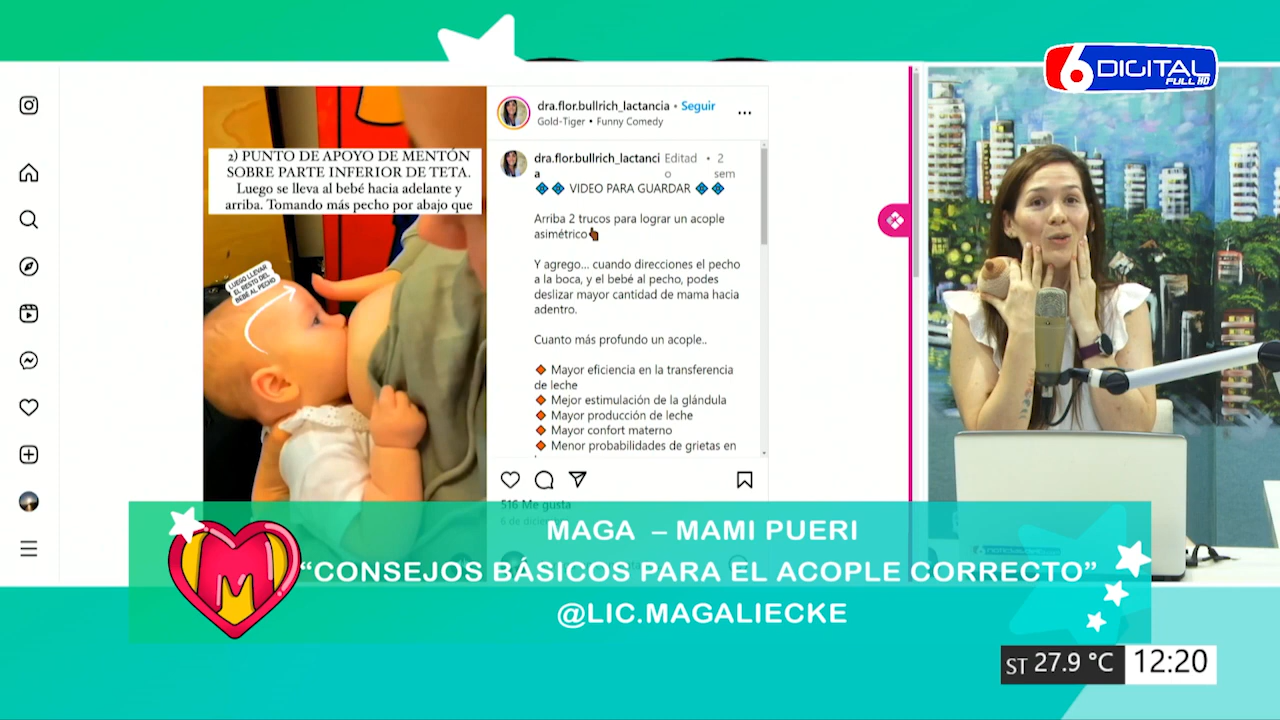 6 DIGITAL
FULL HD
dra.flor.bullrich_lactancia • Seguir
Gold-Tiger • Funny Comedy
2) PUNTO DE APOYO DE MENTÓN
SOBRE PARTE INFERIOR DE TETA.
Luego se lleva al bebé hacia adelante y
arriba. Tomando más pecho por abajo que
LUEGO LLEVAR
EL RESTO DEL
BEBÉ AL PECHO
dra.flor.bullrich_lactanci Editad • 2
a o sem
VIDEO PARA GUARDAR
Arriba 2 trucos para lograr un acople
asimétrico
Y agrego... cuando direcciones el pecho
a la boca, y el bebé al pecho, podes
deslizar mayor cantidad de mama hacia
adentro.
Cuanto más profundo un acople..
Mayor eficiencia en la transferencia
de leche
Mejor estimulación de la glándula
Mayor producción de leche
Mayor confort materno
Menor probabilidades de grietas en
516 Me gusta
6 de
M
MAGA – MAMI PUERI
“CONSEJOS BÁSICOS PARA EL ACOPLE CORRECTO”
@LIC.MAGALIECKE
ST 27.9 °C 12:20